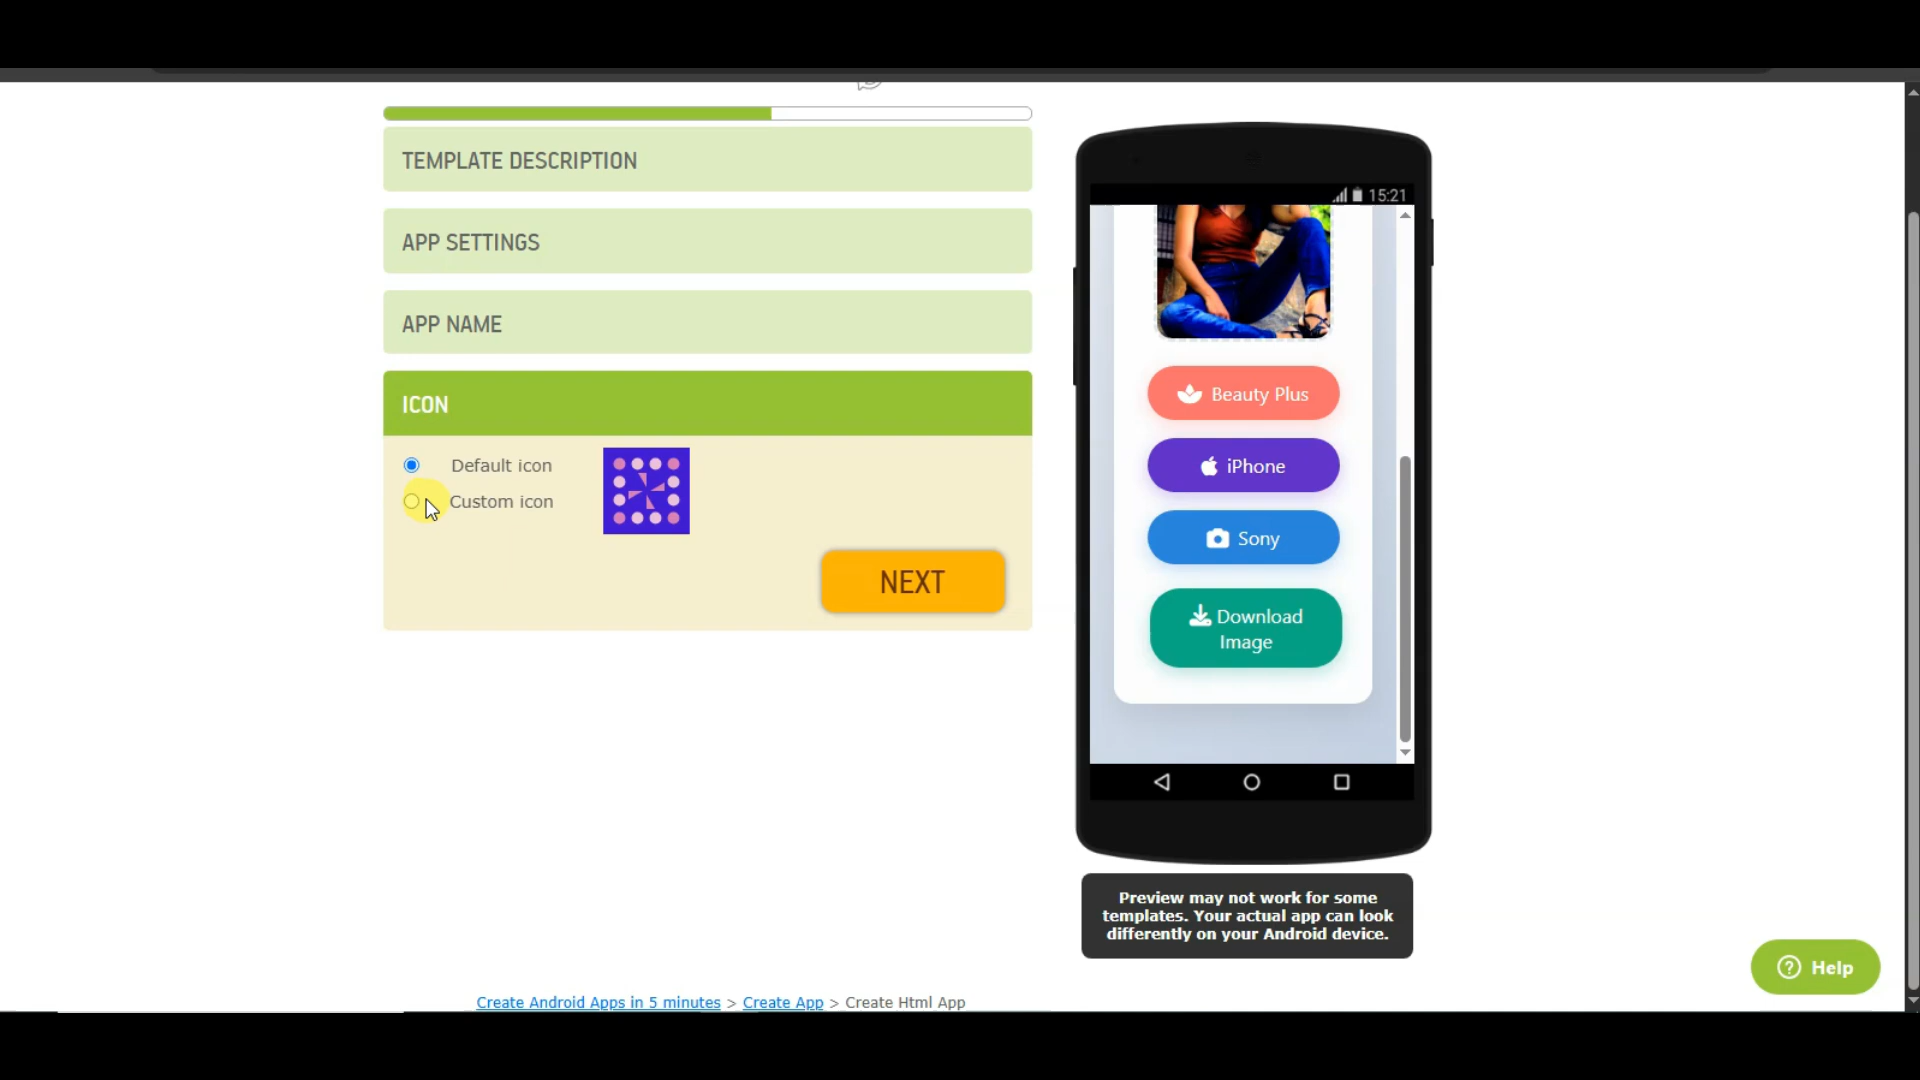 TEMPLATE DESCRIPTION
APP SETTINGS
APP NAME
ICON
Default icon
Custom icon
NEXT
15:21
Beauty Plus
iPhone
Sony
Download
Image
Preview may not work for some
templates. Your actual app can look
differently on your Android device.
Help
Create Android Apps in 5 minutes > Create App > Create Html App